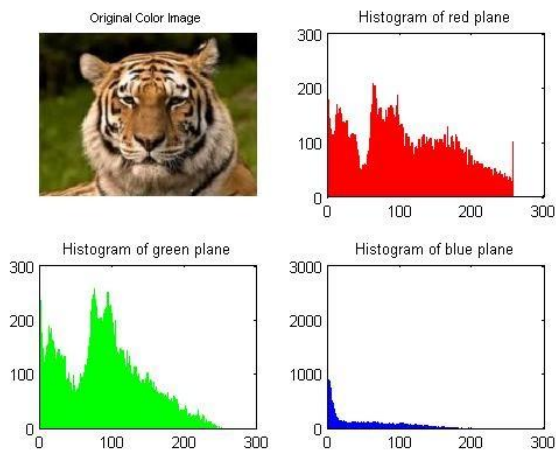 Original Color Image
Histogram of red plane
300
200
100
0
0 100 200 300
Histogram of green plane
300
200
100
0
0 100 200 300
Histogram of blue plane
3000
2000
1000
0
0 100 200 300